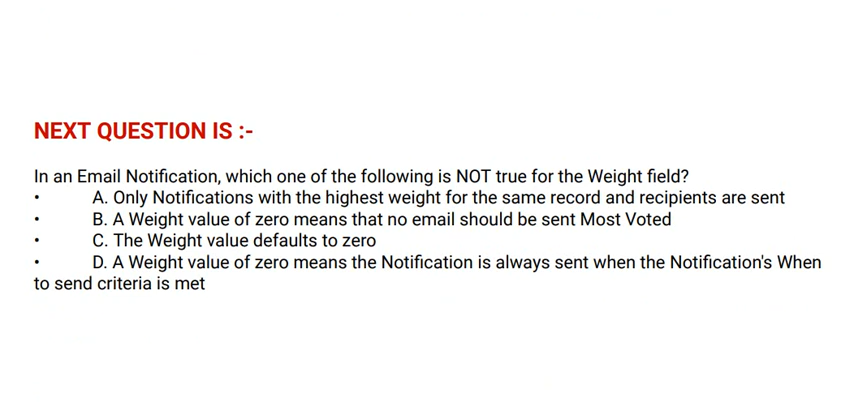 NEXT QUESTION IS :-
In an Email Notification, which one of the following is NOT true for the Weight field?
• A. Only Notifications with the highest weight for the same record and recipients are sent
• B. A Weight value of zero means that no email should be sent Most Voted
• C. The Weight value defaults to zero
• D. A Weight value of zero means the Notification is always sent when the Notification's When
to send criteria is met